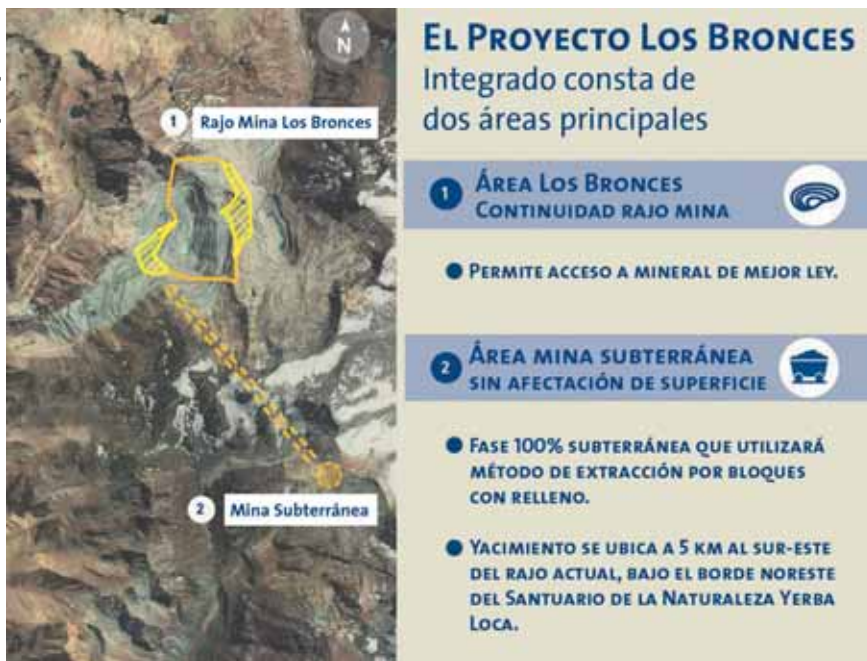 N
1 Rajo Mina Los Bronces
2 Mina Subterránea
EL PROYECTO LOS BRONCES
Integrado consta de
dos áreas principales
1 ÁREA LOS BRONCES
CONTINUIDAD RAJO MINA
● PERMITE ACCESO A MINERAL DE MEJOR LEY.
2 ÁREA MINA SUBTERRÁNEA
SIN AFECTACIÓN DE SUPERFICIE
● FASE 100% SUBTERRÁNEA QUE UTILIZARÁ
MÉTODO DE EXTRACCIÓN POR BLOQUES
CON RELLENO.
● YACIMIENTO SE UBICA A 5 KM AL SUR-ESTE
DEL RAJO ACTUAL, BAJO EL BORDE NORESTE
DEL SANTUARIO DE LA NATURALEZA YERBA
LOCA.